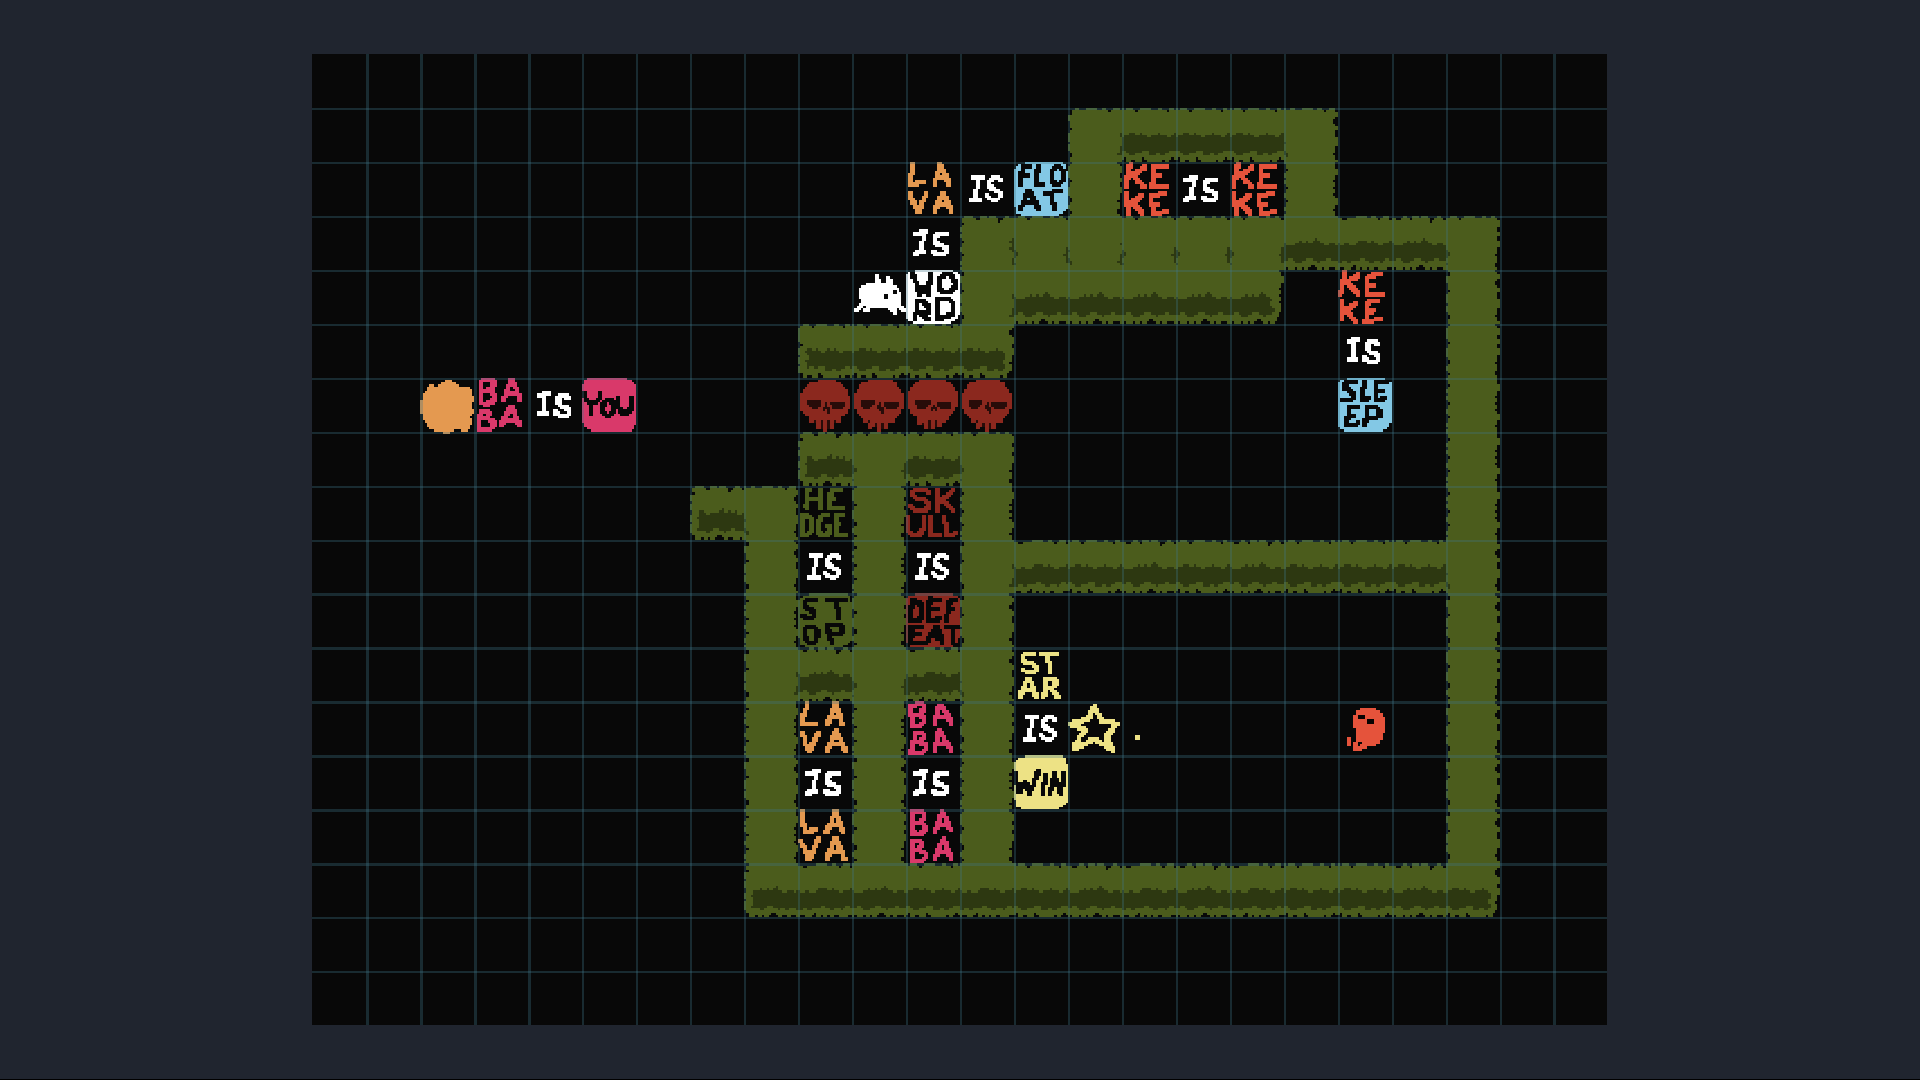 LAVA IS FLOAT KEKE IS KEKE
IS
WORD KEKE
IS
BABA IS YOU SLEEP
HEDGE SKULL
IS IS
STOP DEFEAT
STAR
LAVA BABA IS
IS IS WIN
LAVA BABA